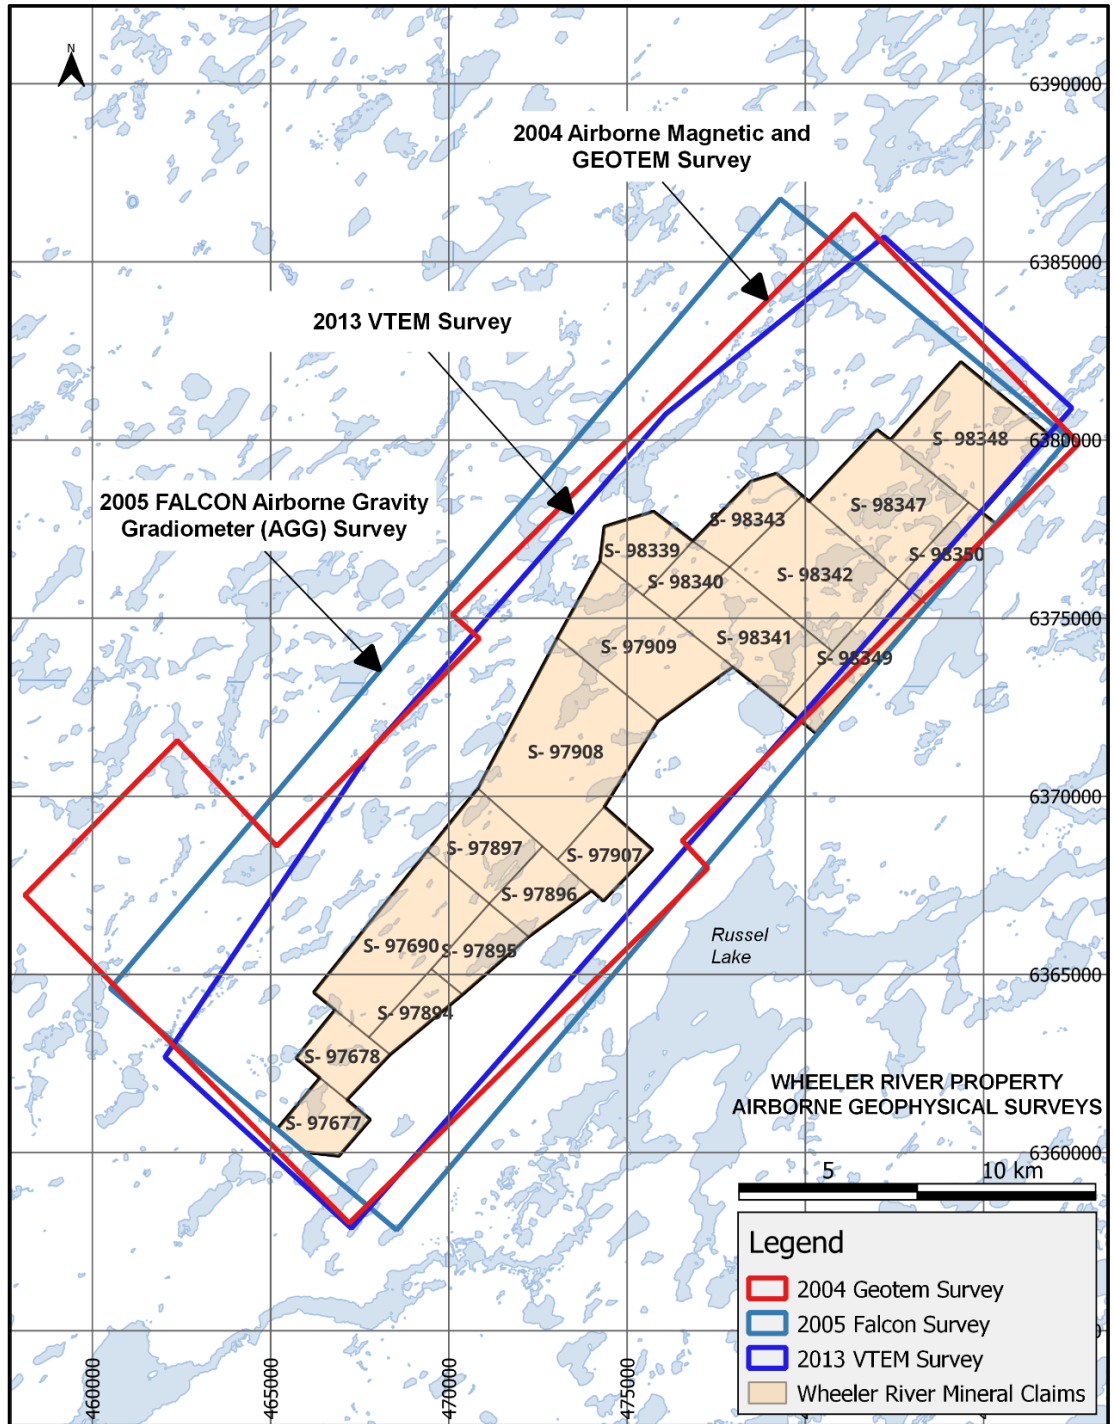 N
6390000
2004 Airborne Magnetic and
GEOTEM Survey
6385000
2013 VTEM Survey
S- 98348
6380000
2005 FALCON Airborne Gravity
Gradiometer (AGG) Survey
S- 98347
S- 98343
S- 98339
S- 98350
S- 98340
S- 98342
6375000
S- 98341
S- 97909
S- 98349
S- 97908
6370000
S- 97897
S- 97907
S- 97896
Russel
Lake
S- 97690
S- 97895
6365000
S- 97894
S- 97678
WHEELER RIVER PROPERTY
AIRBORNE GEOPHYSICAL SURVEYS
S- 97677
6360000
5 10 km
Legend
2004 Geotem Survey
2005 Falcon Survey
2013 VTEM Survey
Wheeler River Mineral Claims
460000
465000
470000
475000